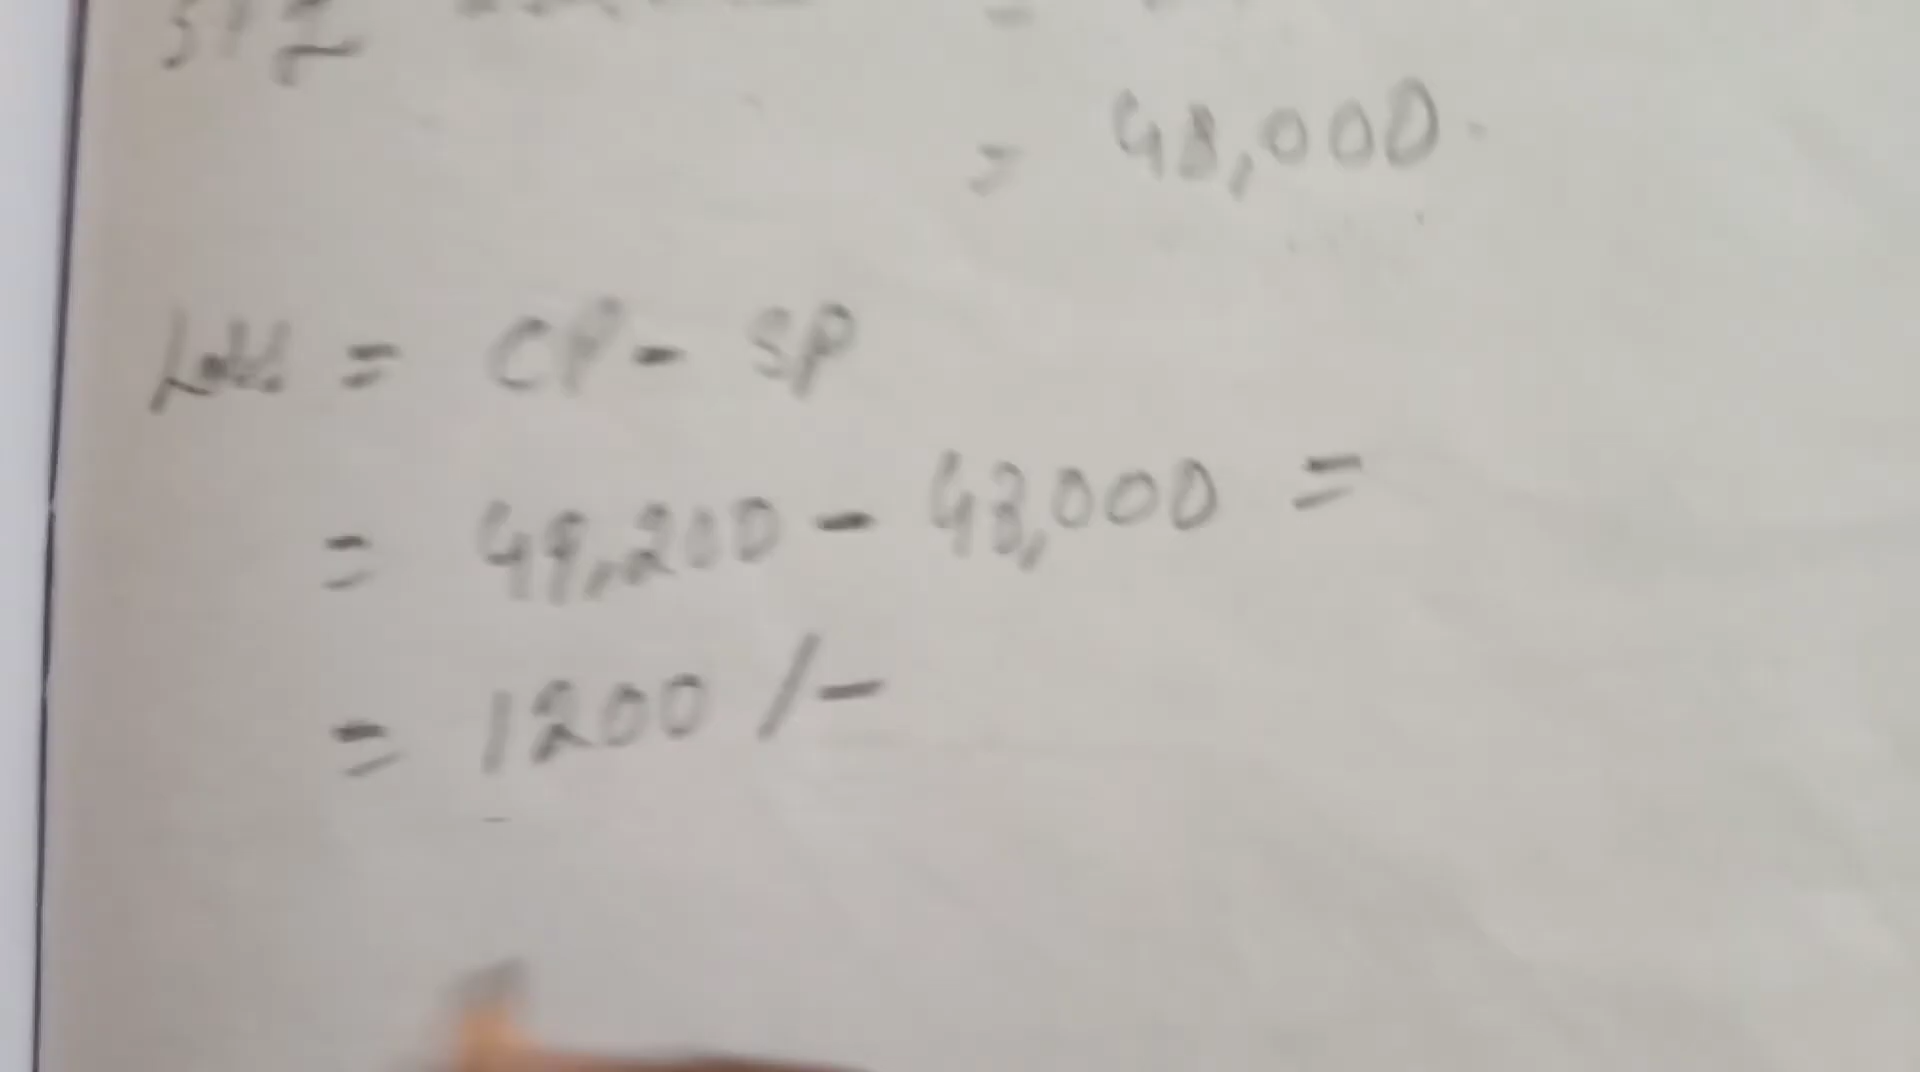 = 48,000.
Loss = CP - SP
= 49,200 - 48,000 =
= 1200 /-